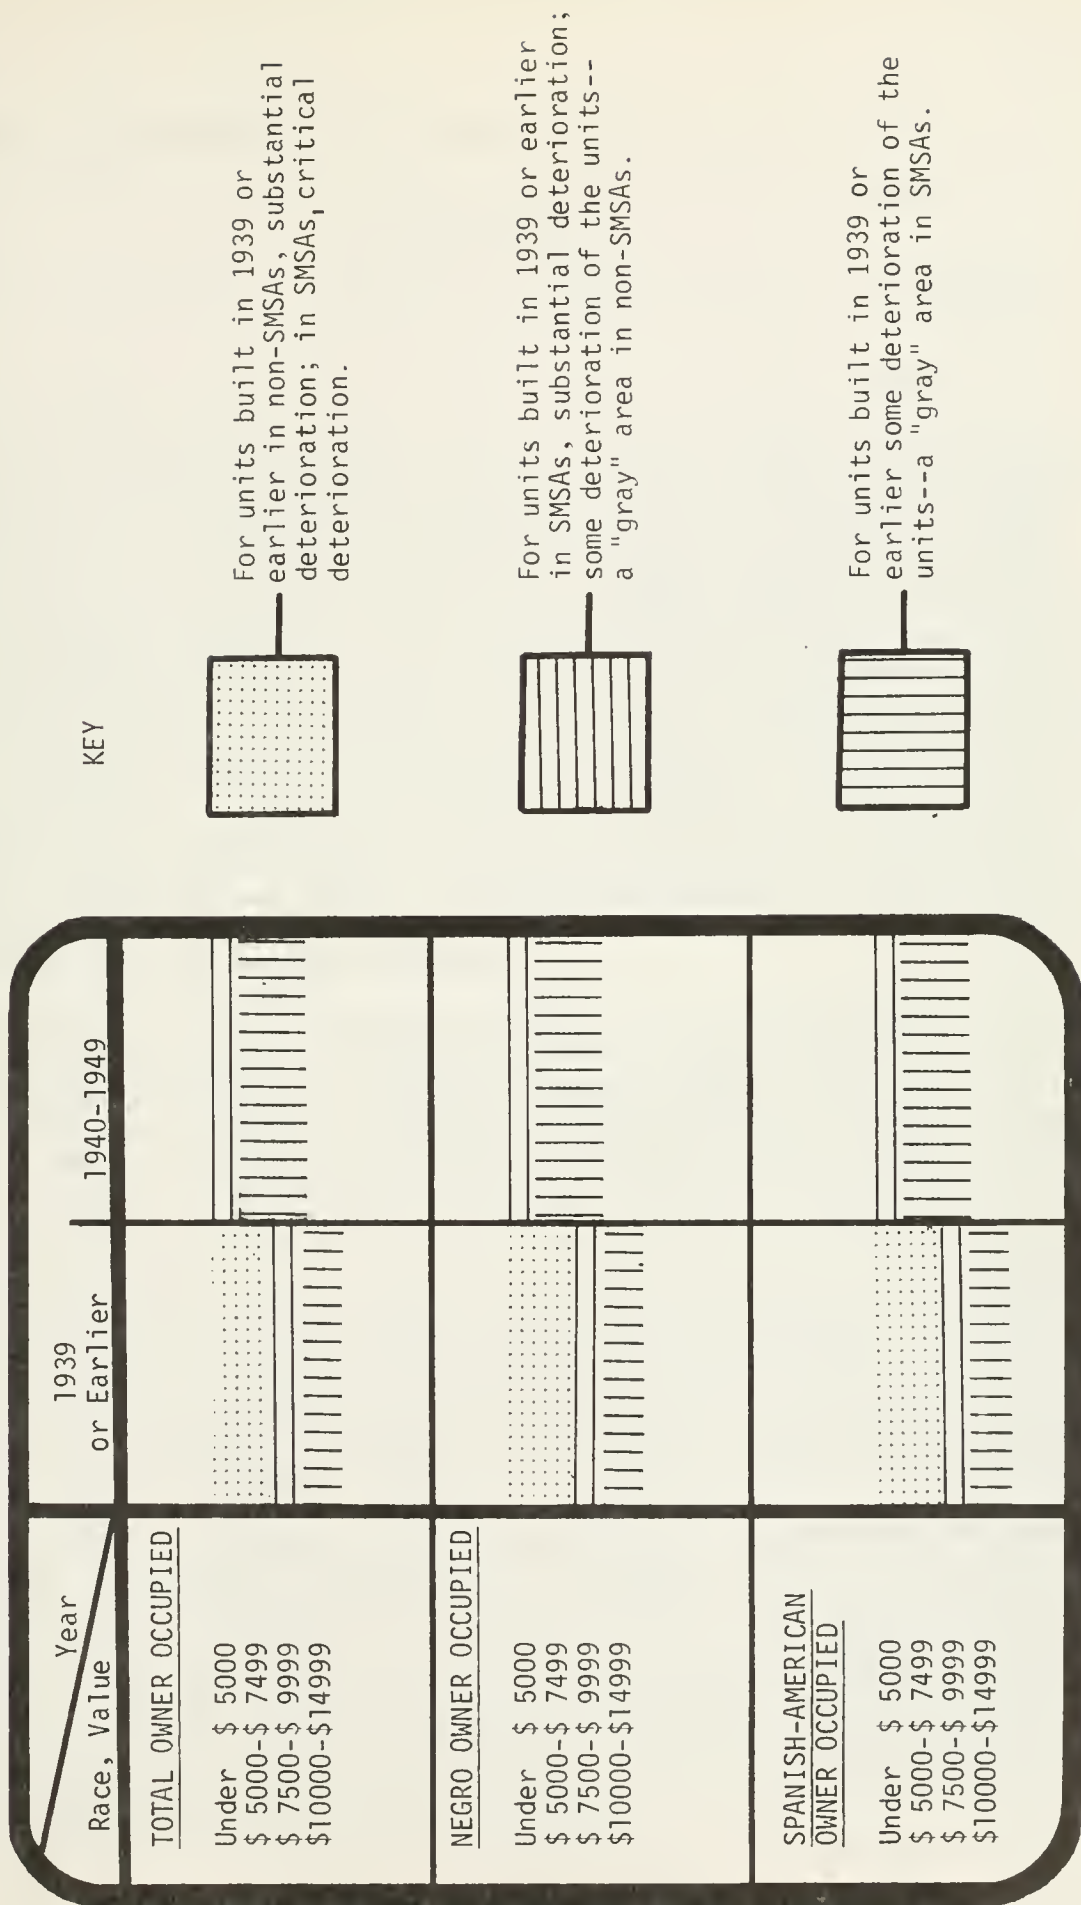 Year
Race, Value
1939
or Earlier
1940-1949
TOTAL OWNER OCCUPIED
Under $ 5000
$ 5000-$ 7499
$ 7500-$ 9999
$10000-$14999
NEGRO OWNER OCCUPIED
Under $ 5000
$ 5000-$ 7499
$ 7500-$ 9999
$10000-$14999
SPANISH-AMERICAN
OWNER OCCUPIED
Under $ 5000
$ 5000-$ 7499
$ 7500-$ 9999
$10000-$14999
KEY
For units built in 1939 or
earlier in non-SMSAs, substantial
deterioration; in SMSAs, critical
deterioration.
For units built in 1939 or earlier
in SMSAs, substantial deterioration;
some deterioration of the units--
a "gray" area in non-SMSAs.
For units built in 1939 or
earlier some deterioration of the
units--a "gray" area in SMSAs.